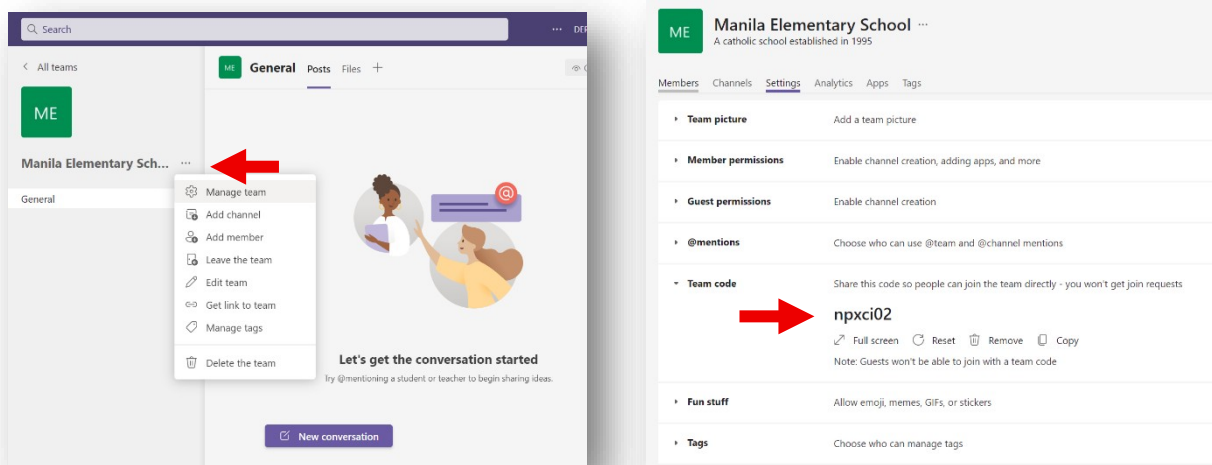 Search
... DEF
< All teams
ME
General Posts Files +
ME
Manila Elementary Sch... ...
General
Manage team
Add channel
Add member
Leave the team
Edit team
Get link to team
Manage tags
Delete the team
@
Let's get the conversation started
Try @mentioning a student or teacher to begin sharing ideas.
New conversation
ME
Manila Elementary School ...
A catholic school established in 1995
Members Channels Settings Analytics Apps Tags
Team picture Add a team picture
Member permissions Enable channel creation, adding apps, and more
Guest permissions Enable channel creation
@mentions Choose who can use @team and @channel mentions
Team code Share this code so people can join the team directly - you won't get join requests
npxci02
Full screen Reset Remove Copy
Note: Guests won't be able to join with a team code
Fun stuff Allow emoji, memes, GIFs, or stickers
Tags Choose who can manage tags